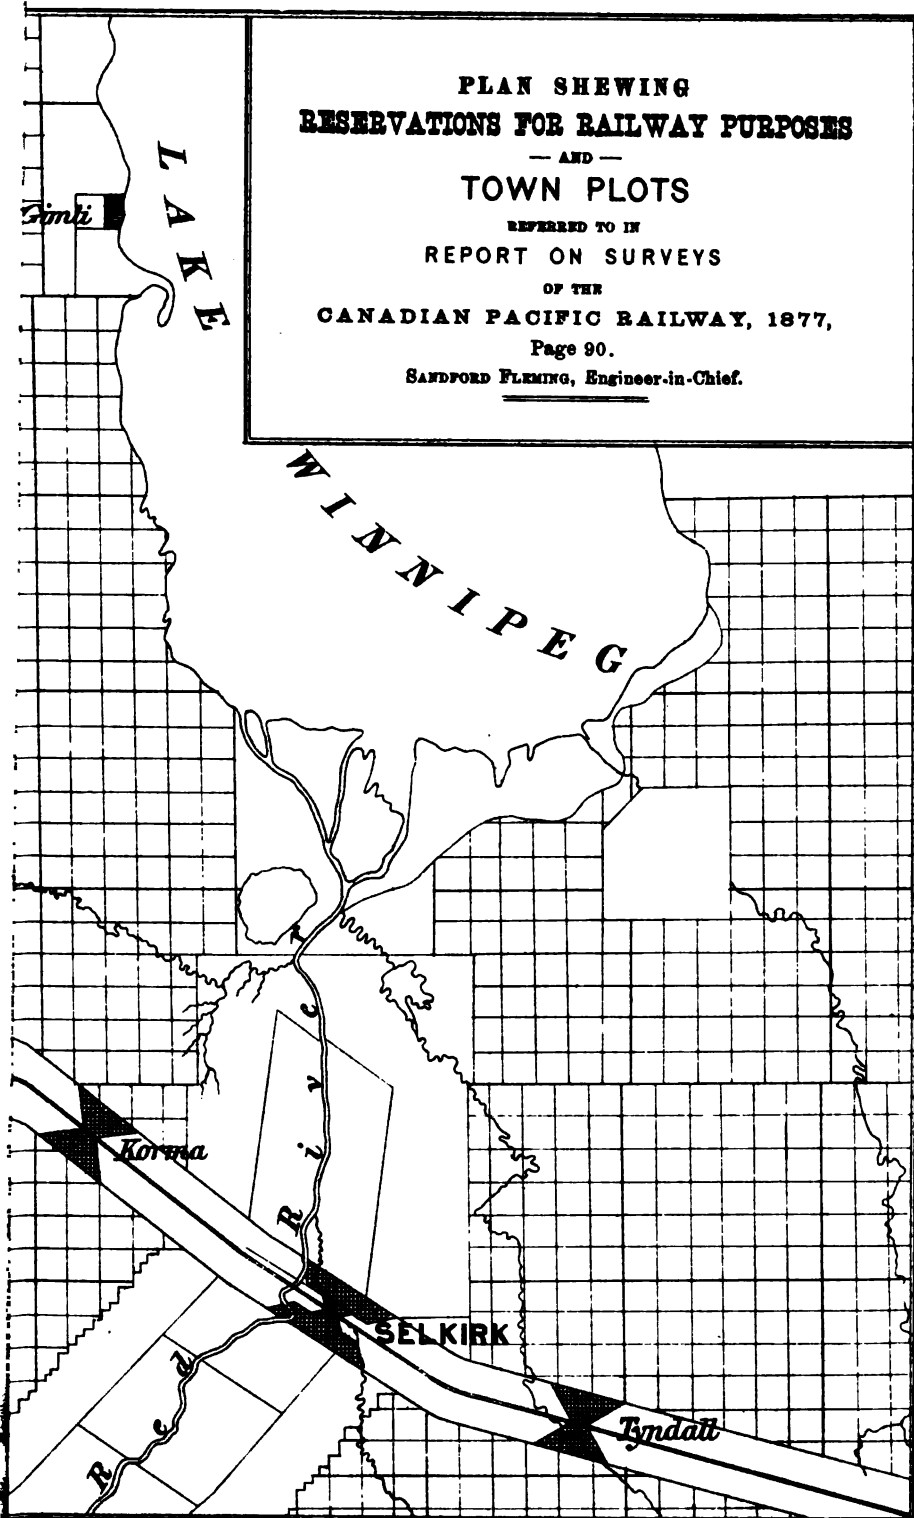 PLAN SHEWING
RESERVATIONS FOR RAILWAY PURPOSES
— AND —
TOWN PLOTS
REFERRED TO IN
REPORT ON SURVEYS
OF THE
CANADIAN PACIFIC RAILWAY, 1877,
Page 90.
SANDFORD FLEMING, Engineer-in-Chief.
LAKE
WINNIPEG
Gimli
Korma
Red River
SELKIRK
Tyndall